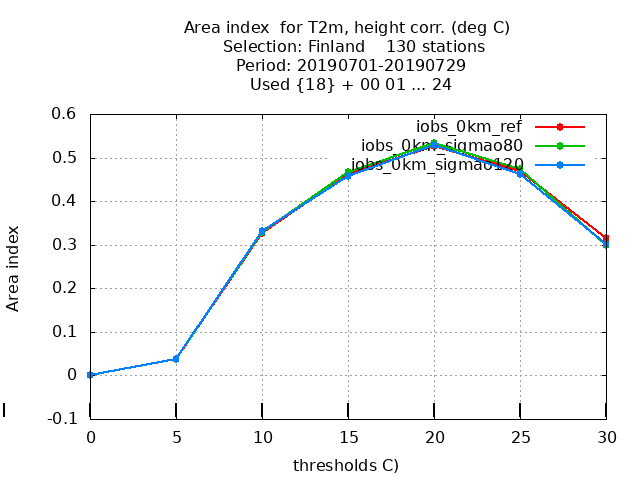 Area index  for T2m, height corr. (deg C)
Selection: Finland    130 stations
Period: 20190701-20190729
Used {18} + 00 01 ... 24
0.6
iobs_0km_ref
iobs_0km_sigmao80
iobs_0km_sigmao120
0.5
0.4
0.3
0.2
0.1
0
-0.1
Area index
0 5 10 15 20 25 30
thresholds C)